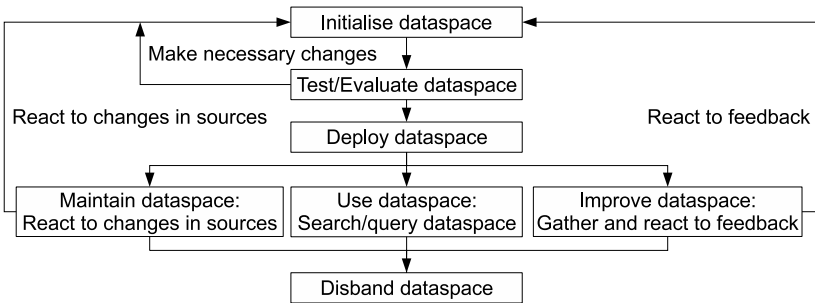 Initialise dataspace
Make necessary changes
Test/Evaluate dataspace
React to changes in sources
React to feedback
Deploy dataspace
Maintain dataspace:
React to changes in sources
Use dataspace:
Search/query dataspace
Improve dataspace:
Gather and react to feedback
Disband dataspace